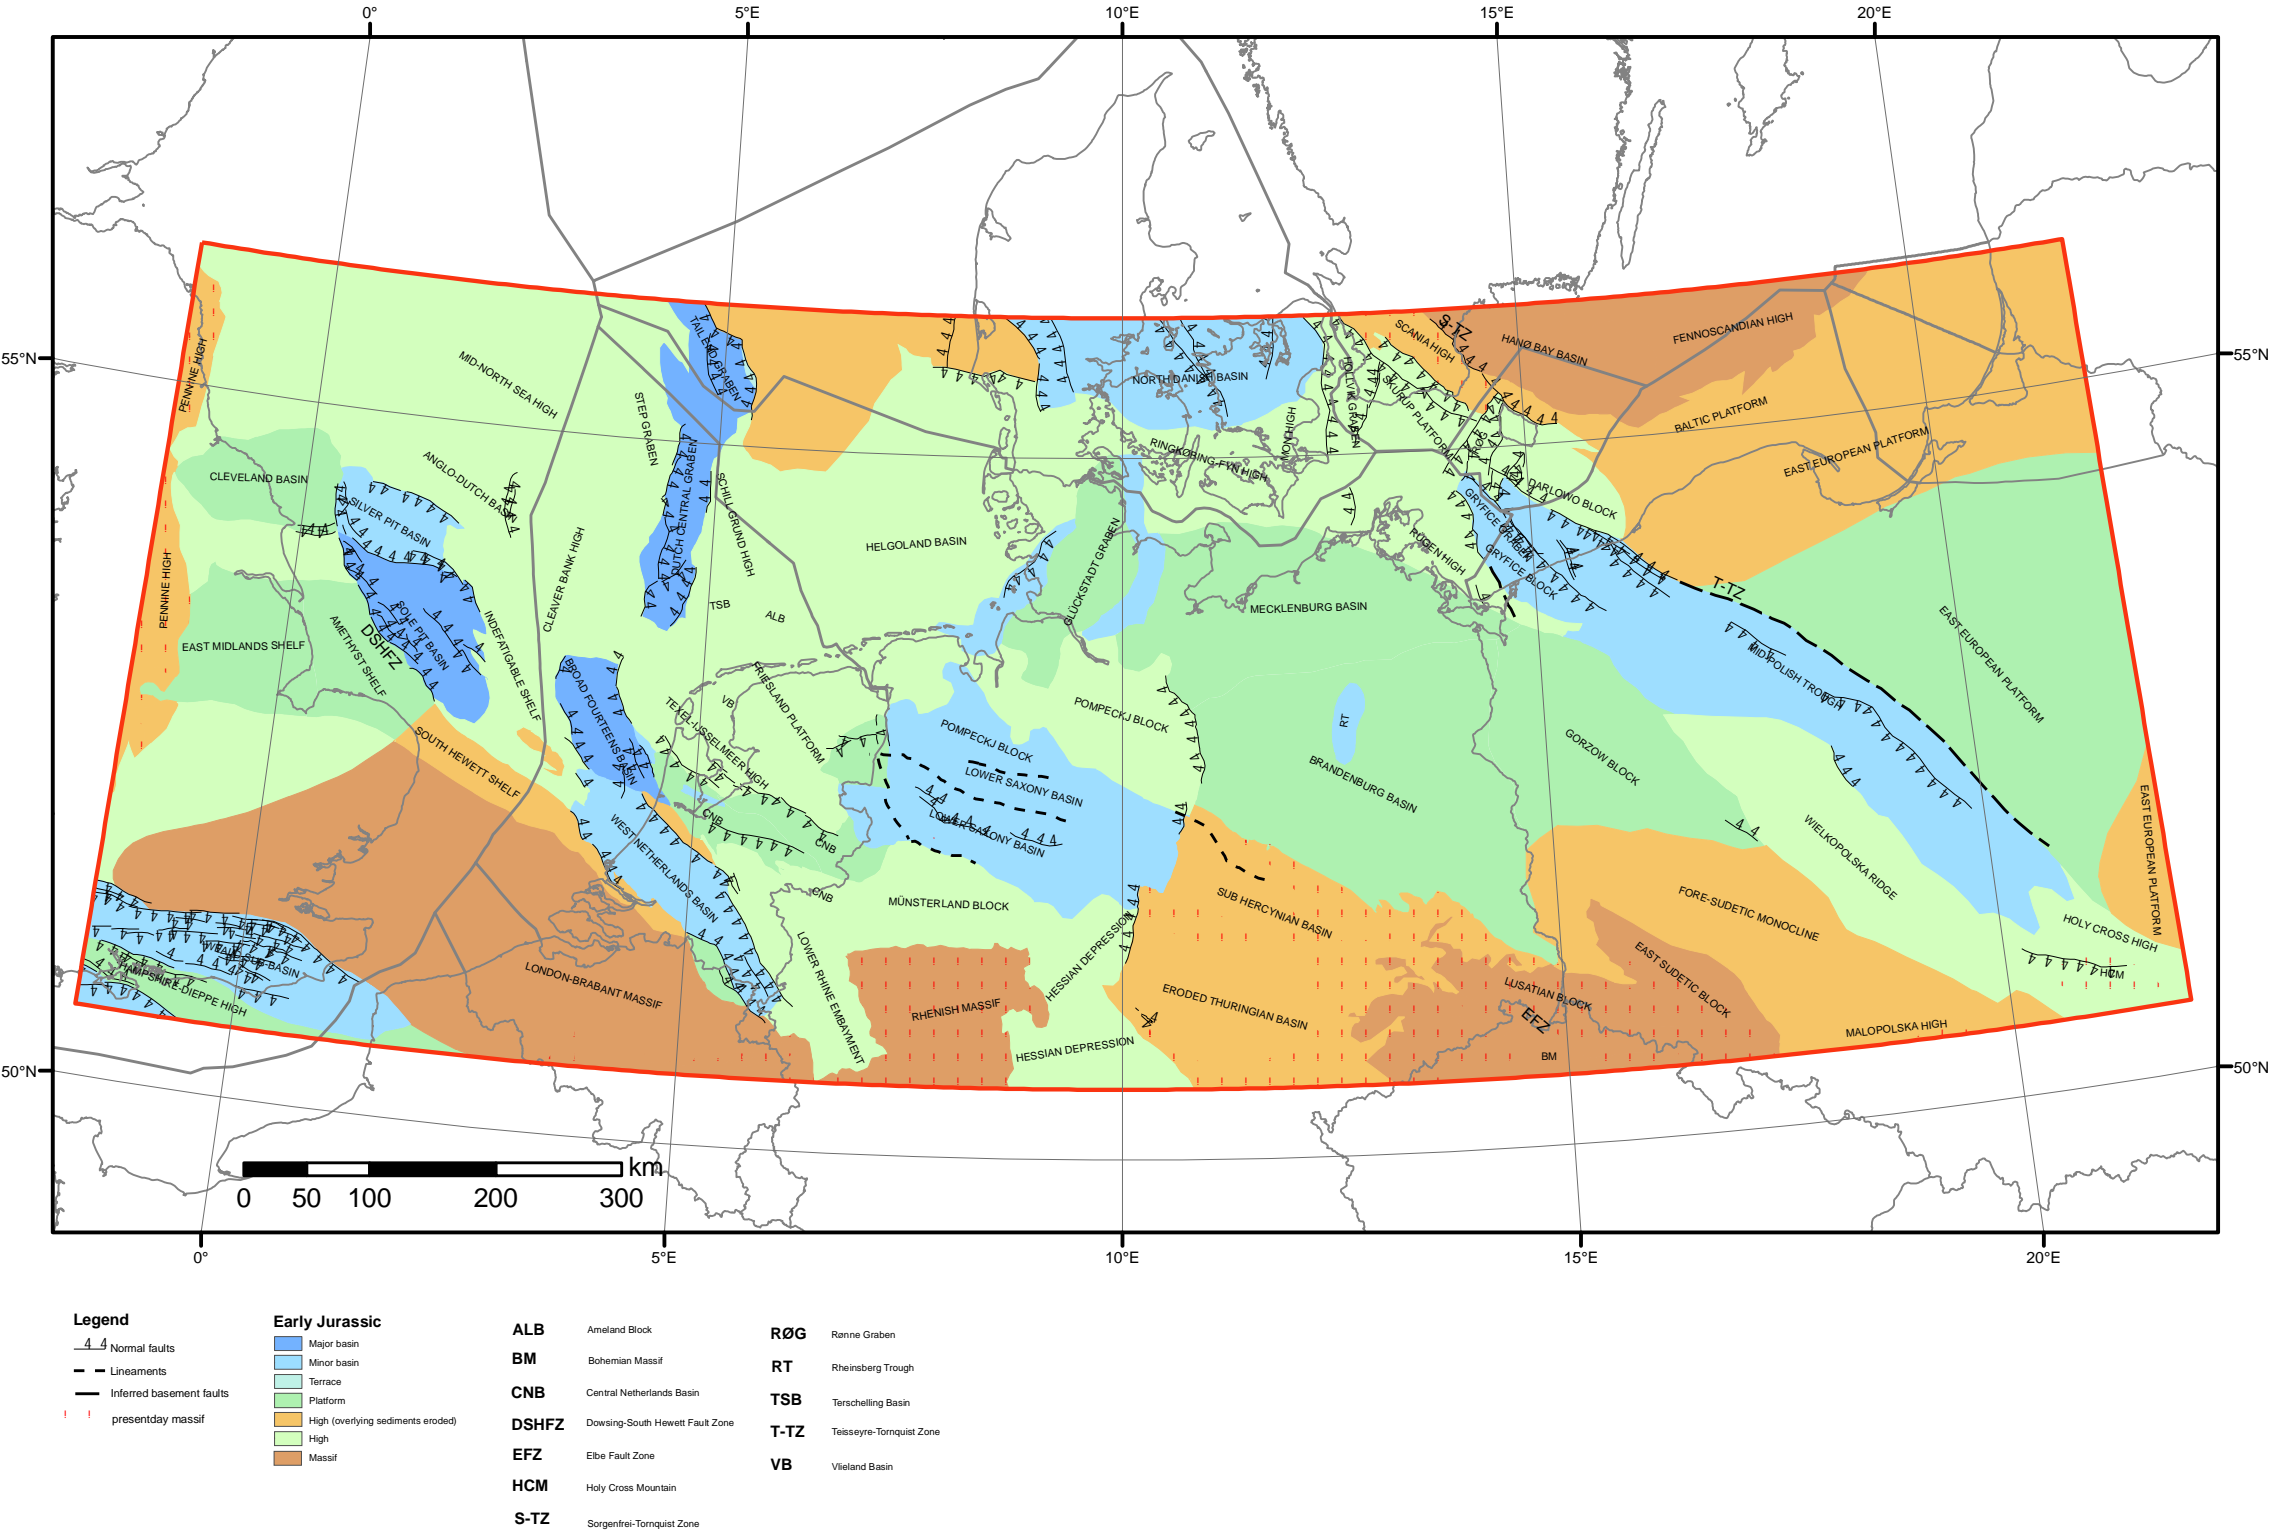 0° 5°E 10°E 15°E 20°E
55°N
55°N
50°N
50°N
PENNINE HIGH
MID-NORTH SEA HIGH
TAIL END GRABEN
STEP GRABEN
NORTH DANISH BASIN
HOLLVIK GRABEN
SCANIA HIGH
S-TZ
HANØ BAY BASIN
FENNOSCANDIAN HIGH
SKURUP PLATFORM
RØG
BALTIC PLATFORM
EAST EUROPEAN PLATFORM
CLEVELAND BASIN
ANGLO-DUTCH BASIN
SILVER PIT BASIN
DUTCH CENTRAL GRABEN
SCHILL GRUND HIGH
HELGOLAND BASIN
RINGKØBING-FYN HIGH
MON HIGH
GLÜCKSTADT GRABEN
RÜGEN HIGH
GRYFICE GRABEN
GRYFICE BLOCK
DARLOWO BLOCK
T-TZ
PENNINE HIGH
CLEAVER BANK HIGH
TSB
ALB
MECKLENBURG BASIN
EAST EUROPEAN PLATFORM
EAST MIDLANDS SHELF
AMETHYST SHELF
DSHFZ
SOLE PIT BASIN
INDEFATIGABLE SHELF
BROAD FOURTEENS BASIN
TEXEL-IJSSELMEER HIGH
VB
FRIESLAND PLATFORM
POMPECKJ BLOCK
POMPECKJ BLOCK
LOWER SAXONY BASIN
LOWER SAXONY BASIN
RT
BRANDENBURG BASIN
GORZOW BLOCK
MID-POLISH TROUGH
SOUTH HEWETT SHELF
WEST NETHERLANDS BASIN
CNB
CNB
CNB
MÜNSTERLAND BLOCK
SUB HERCYNIAN BASIN
FORE-SUDETIC MONOCLINE
WIELKOPOLSKA RIDGE
EAST EUROPEAN PLATFORM
HOLY CROSS HIGH
HCM
WEALD SUB-BASIN
HAMPSHIRE-DIEPPE HIGH
LONDON-BRABANT MASSIF
LOWER RHINE EMBAYMENT
RHENISH MASSIF
HESSIAN DEPRESSION
HESSIAN DEPRESSION
ERODED THURINGIAN BASIN
LUSATIAN BLOCK
EFZ
BM
EAST SUDETIC BLOCK
MALOPOLSKA HIGH
km
0 50 100 200 300
0° 5°E 10°E 15°E 20°E
Legend
Normal faults
Lineaments
Inferred basement faults
presentday massif
Early Jurassic
Major basin
Minor basin
Terrace
Platform
High (overlying sediments eroded)
High
Massif
ALB Ameland Block
BM Bohemian Massif
CNB Central Netherlands Basin
DSHFZ Dowsing-South Hewett Fault Zone
EFZ Elbe Fault Zone
HCM Holy Cross Mountain
S-TZ Sorgenfrei-Tornquist Zone
RØG Rønne Graben
RT Rheinsberg Trough
TSB Terschelling Basin
T-TZ Teisseyre-Tornquist Zone
VB Vlieland Basin